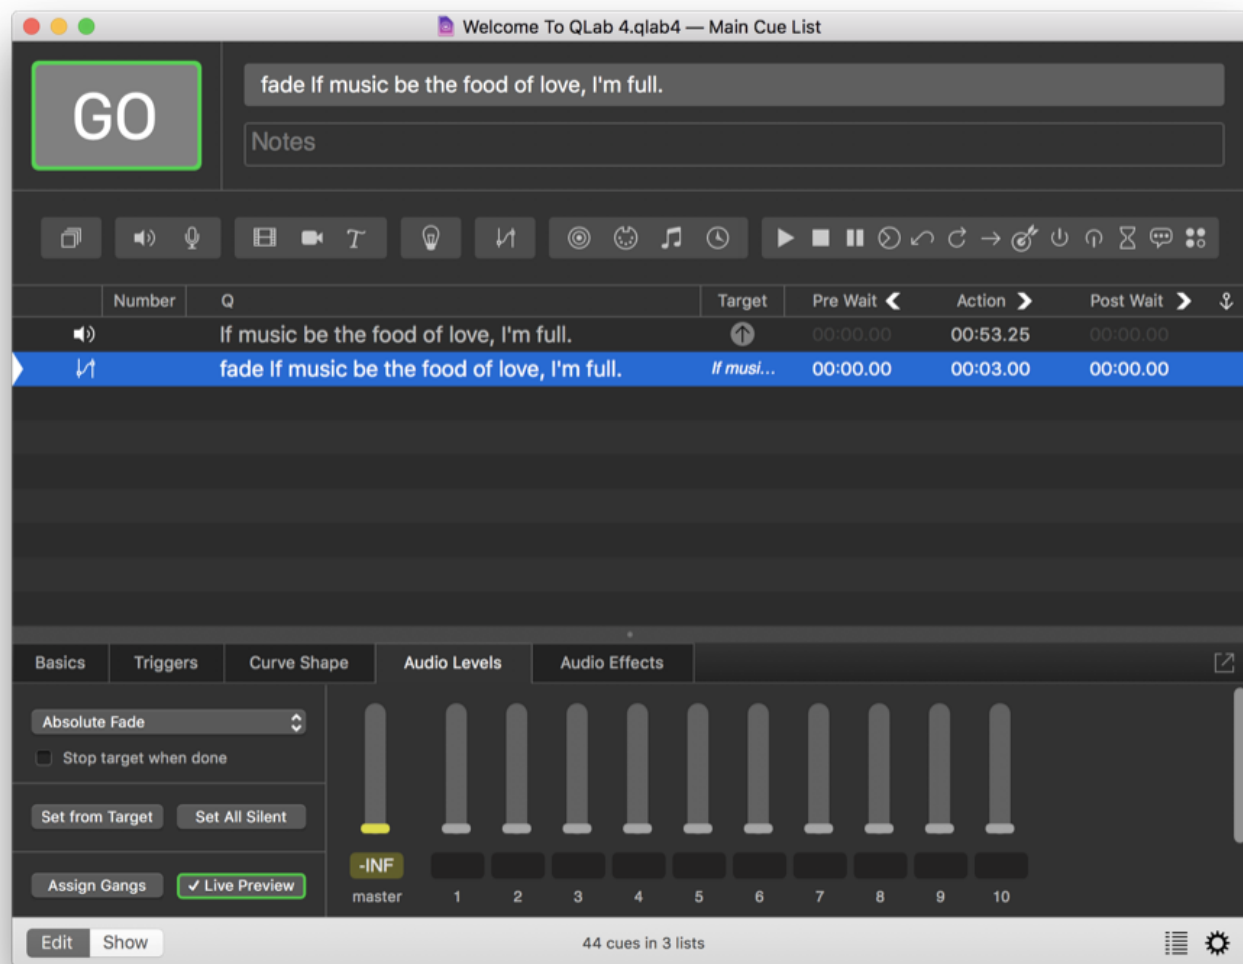 Welcome To QLab 4.qlab4 — Main Cue List
GO
fade If music be the food of love, I'm full.
Notes
Number Q Target Pre Wait Action Post Wait
If music be the food of love, I'm full. 00:00.00 00:53.25 00:00.00
fade If music be the food of love, I'm full. If musi... 00:00.00 00:03.00 00:00.00
Basics Triggers Curve Shape Audio Levels Audio Effects
Absolute Fade
Stop target when done
Set from Target Set All Silent
-INF
Assign Gangs ✓ Live Preview
master 1 2 3 4 5 6 7 8 9 10
Edit Show 44 cues in 3 lists